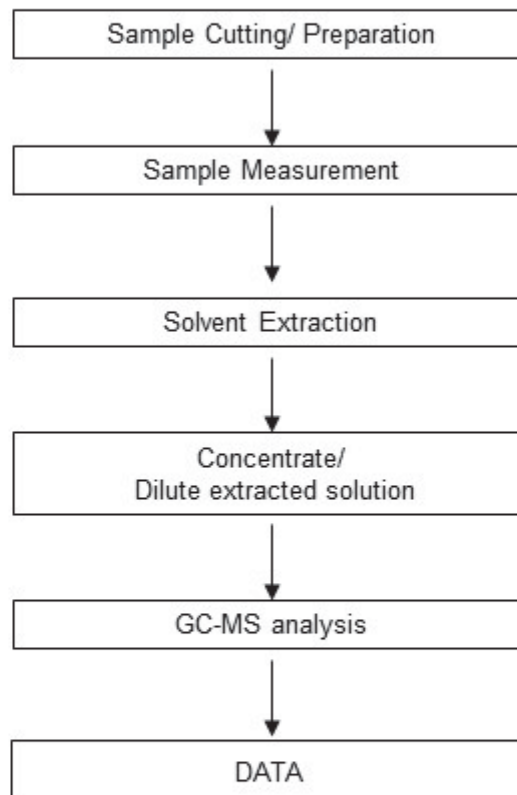 Sample Cutting/ Preparation
Sample Measurement
Solvent Extraction
Concentrate/
Dilute extracted solution
GC-MS analysis
DATA